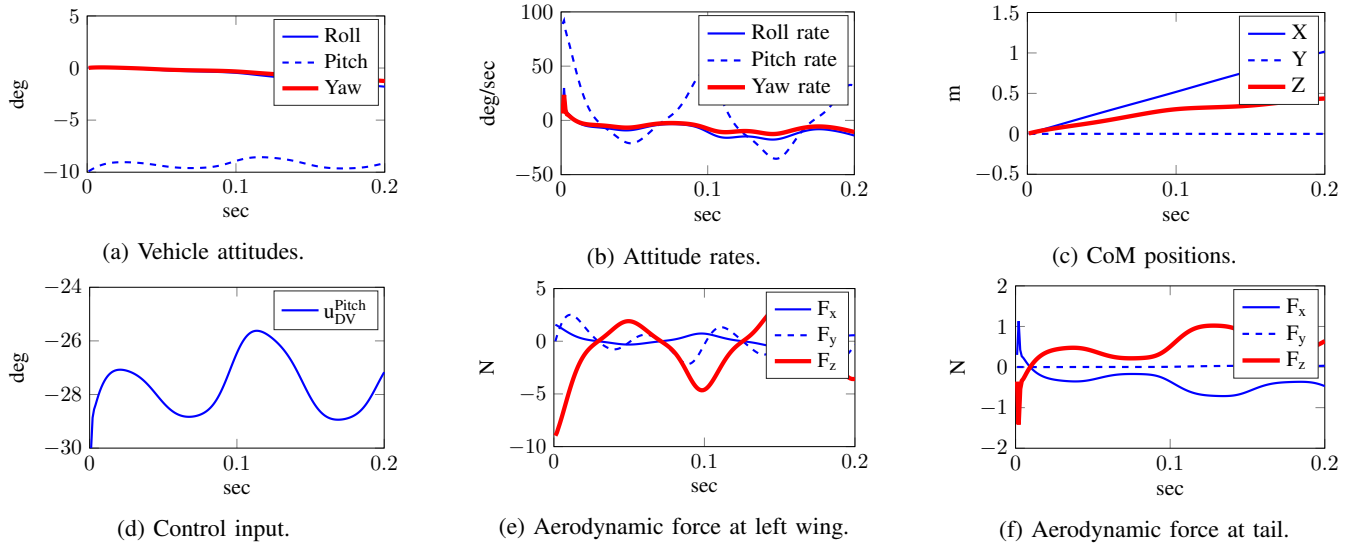 5
0
−5
−10
0
0.1
0.2
deg
sec
Roll
Pitch
Yaw
(a) Vehicle attitudes.
100
50
0
−50
0
0.1
0.2
deg/sec
sec
Roll rate
Pitch rate
Yaw rate
(b) Attitude rates.
1.5
1
0.5
0
−0.5
0
0.1
0.2
m
sec
X
Y
Z
(c) CoM positions.
−24
−26
−28
−30
0
0.1
0.2
deg
sec
u_DV^Pitch
(d) Control input.
5
0
−5
−10
0
0.1
0.2
N
sec
F_x
F_y
F_z
(e) Aerodynamic force at left wing.
2
1
0
−1
−2
0
0.1
0.2
N
sec
F_x
F_y
F_z
(f) Aerodynamic force at tail.